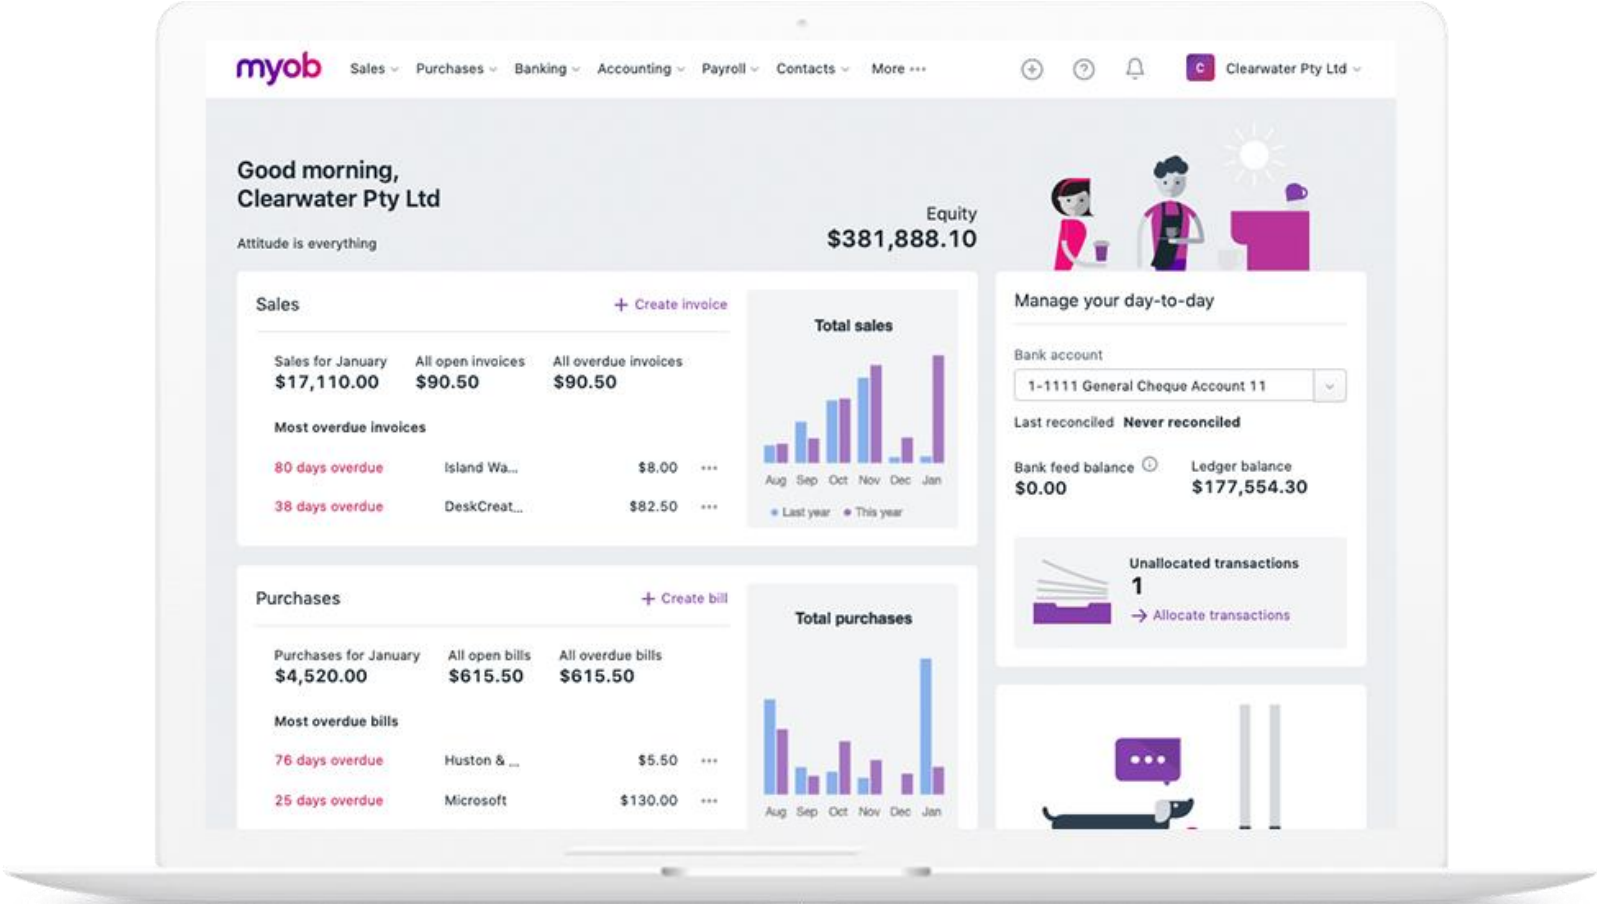 myob Sales Purchases Banking Accounting Payroll Contacts More ••• C Clearwater Pty Ltd
Good morning,
Clearwater Pty Ltd
Attitude is everything
Equity
$381,888.10
Sales + Create invoice
Sales for January All open invoices All overdue invoices
$17,110.00 $90.50 $90.50
Most overdue invoices
80 days overdue Island Wa... $8.00 •••
38 days overdue DeskCreat... $82.50 •••
Total sales
Aug Sep Oct Nov Dec Jan
Last year This year
Purchases + Create bill
Purchases for January All open bills All overdue bills
$4,520.00 $615.50 $615.50
Most overdue bills
76 days overdue Huston & ... $5.50 •••
25 days overdue Microsoft $130.00 •••
Total purchases
Aug Sep Oct Nov Dec Jan
Manage your day-to-day
Bank account
1-1111 General Cheque Account 11
Last reconciled Never reconciled
Bank feed balance Ledger balance
$0.00 $177,554.30
Unallocated transactions
1
→ Allocate transactions